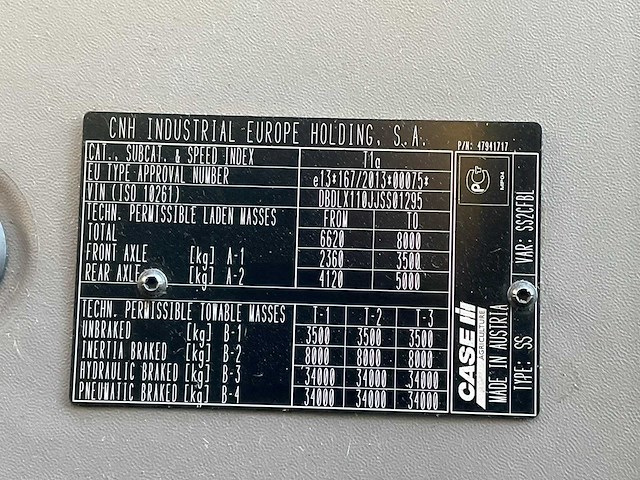 CNH INDUSTRIAL EUROPE HOLDING, S.A.
P/N: 47941717
CAT., SUBCAT. & SPEED INDEX T1a
EU TYPE APPROVAL NUMBER e13*167/2013*00075*
VIN (ISO 10261) DBDLX110JJSS01295
TECHN. PERMISSIBLE LADEN MASSES FROM TO
TOTAL 6620 8000
FRONT AXLE [kg] A-1 2360 3500
REAR AXLE [kg] A-2 4120 5000
TECHN. PERMISSIBLE TOWABLE MASSES T-1 T-2 T-3
UNBRAKED [kg] B-1 3500 3500 3500
INERTIA BRAKED [kg] B-2 8000 8000 8000
HYDRAULIC BRAKED [kg] B-3 34000 34000 34000
PNEUMATIC BRAKED [kg] B-4 34000 34000 34000
CASE IH
AGRICULTURE
MADE IN AUSTRIA
TYPE: SS
VAR: SS2CFBL